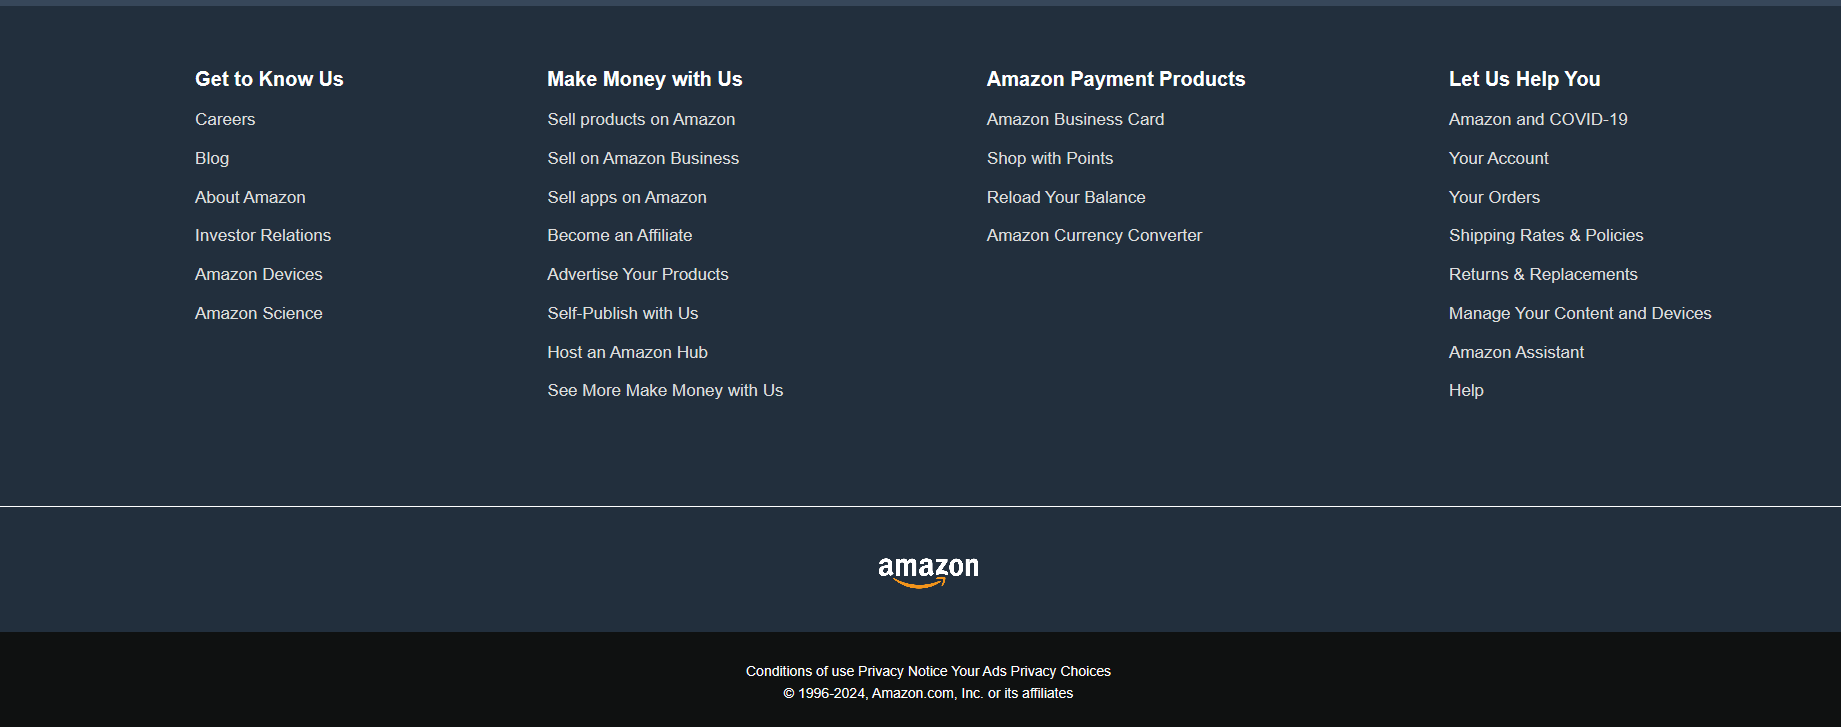 Get to Know Us
Careers
Blog
About Amazon
Investor Relations
Amazon Devices
Amazon Science
Make Money with Us
Sell products on Amazon
Sell on Amazon Business
Sell apps on Amazon
Become an Affiliate
Advertise Your Products
Self-Publish with Us
Host an Amazon Hub
See More Make Money with Us
Amazon Payment Products
Amazon Business Card
Shop with Points
Reload Your Balance
Amazon Currency Converter
Let Us Help You
Amazon and COVID-19
Your Account
Your Orders
Shipping Rates & Policies
Returns & Replacements
Manage Your Content and Devices
Amazon Assistant
Help
amazon
Conditions of use Privacy Notice Your Ads Privacy Choices
© 1996-2024, Amazon.com, Inc. or its affiliates